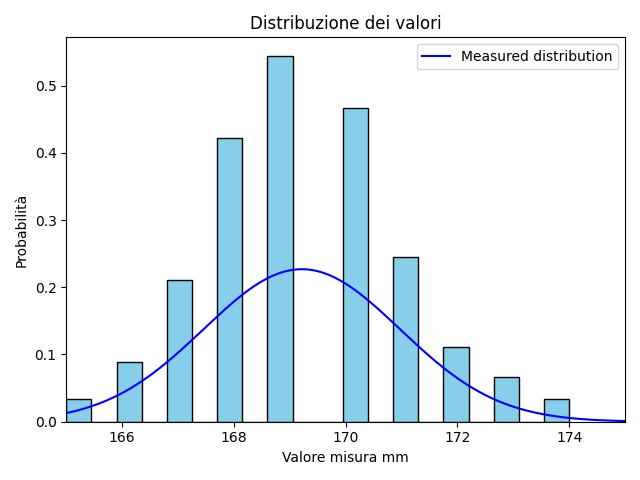 Distribuzione dei valori
Measured distribution
Probabilità
0.5
0.4
0.3
0.2
0.1
0.0
166 168 170 172 174
Valore misura mm